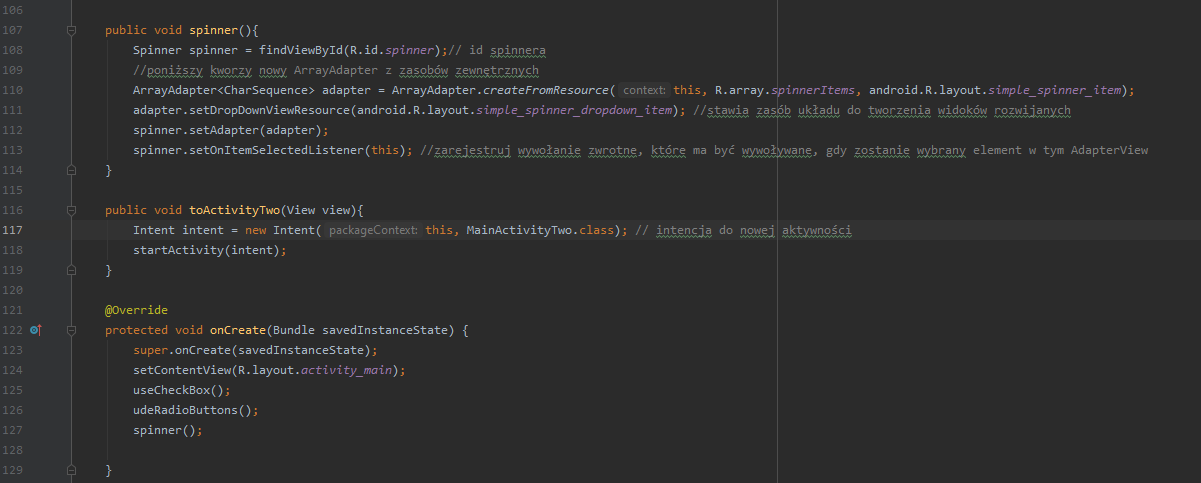 106
107 public void spinner(){
108 Spinner spinner = findViewById(R.id.spinner);// id spinnera
109 //poniższy kworzy nowy ArrayAdapter z zasobów zewnętrznych
110 ArrayAdapter<CharSequence> adapter = ArrayAdapter.createFromResource( context: this, R.array.spinnerItems, android.R.layout.simple_spinner_item);
111 adapter.setDropDownViewResource(android.R.layout.simple_spinner_dropdown_item); //stawia zasób układu do tworzenia widoków rozwijanych
112 spinner.setAdapter(adapter);
113 spinner.setOnItemSelectedListener(this); //zarejestruj wywołanie zwrotne, które ma być wywoływane, gdy zostanie wybrany element w tym AdapterView
114 }
115
116 public void toActivityTwo(View view){
117 Intent intent = new Intent( packageContext: this, MainActivityTwo.class); // intencja do nowej aktywności
118 startActivity(intent);
119 }
120
121 @Override
122 protected void onCreate(Bundle savedInstanceState) {
123 super.onCreate(savedInstanceState);
124 setContentView(R.layout.activity_main);
125 useCheckBox();
126 udeRadioButtons();
127 spinner();
128
129 }